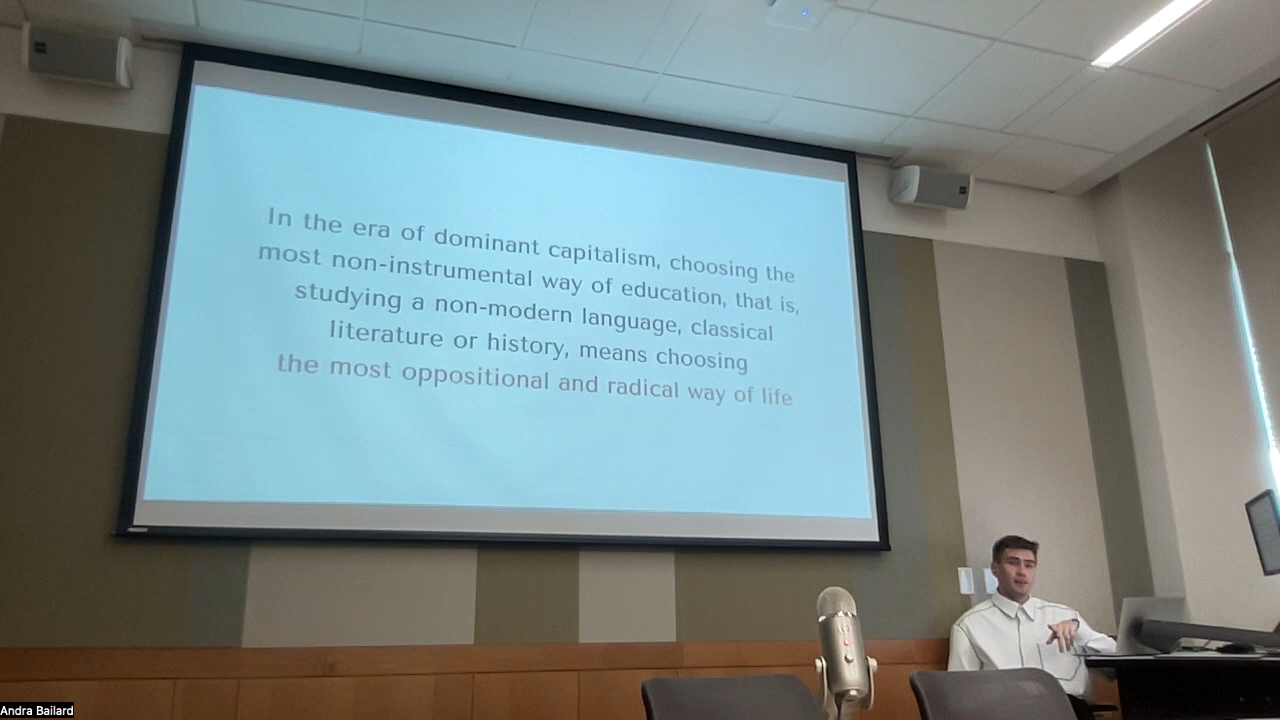 In the era of dominant capitalism, choosing the
most non-instrumental way of education, that is,
studying a non-modern language, classical
literature or history, means choosing
the most oppositional and radical way of life
Andra Bailard